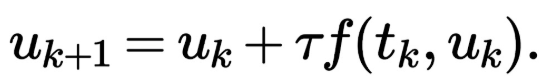 u_{k+1} = u_k + τf(t_k, u_k).